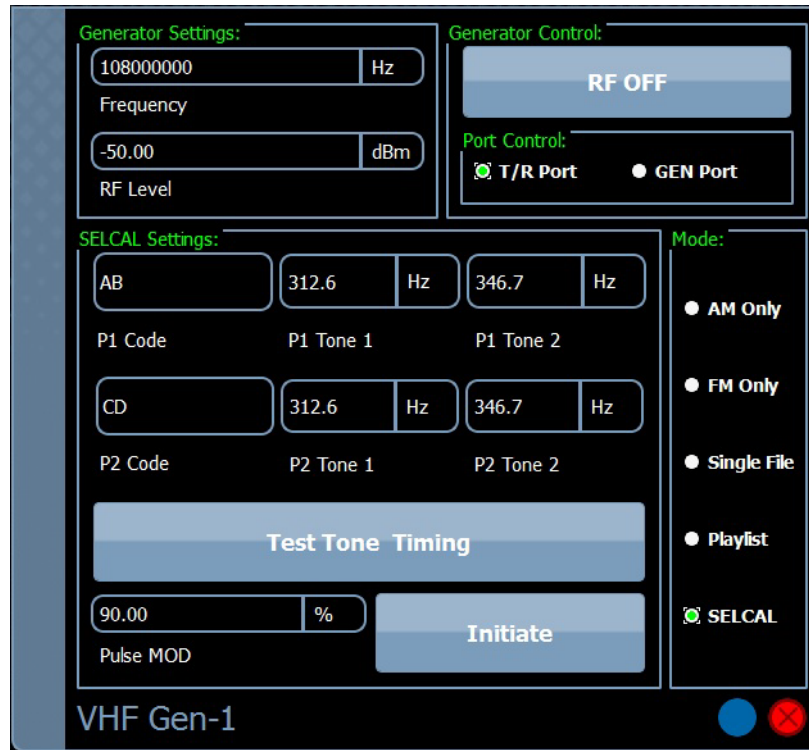 Generator Settings:
108000000 Hz
Frequency
-50.00 dBm
RF Level
Generator Control:
RF OFF
Port Control:
T/R Port GEN Port
SELCAL Settings:
AB 312.6 Hz 346.7 Hz
P1 Code P1 Tone 1 P1 Tone 2
CD 312.6 Hz 346.7 Hz
P2 Code P2 Tone 1 P2 Tone 2
Test Tone Timing
90.00 %
Pulse MOD
Initiate
Mode:
AM Only
FM Only
Single File
Playlist
SELCAL
VHF Gen-1